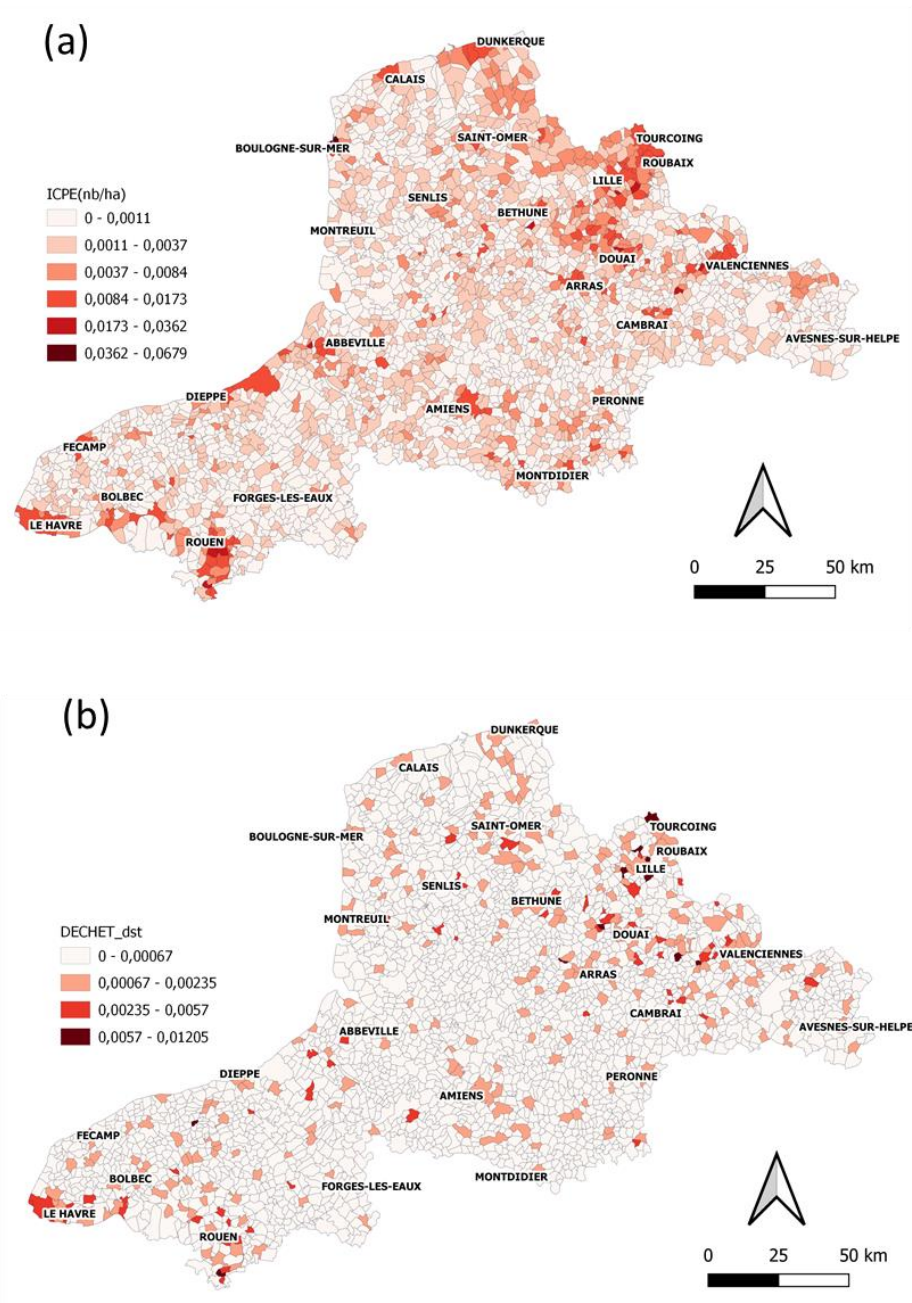 (a)
DUNKERQUE
CALAIS
BOULOGNE-SUR-MER
SAINT-OMER
TOURCOING
ROUBAIX
LILLE
ICPE(nb/ha)
0 - 0,0011
0,0011 - 0,0037
0,0037 - 0,0084
0,0084 - 0,0173
0,0173 - 0,0362
0,0362 - 0,0679
SENLIS
BETHUNE
MONTREUIL
DOUAI
VALENCIENNES
ARRAS
CAMBRAI
AVESNES-SUR-HELPE
ABBEVILLE
DIEPPE
AMIENS
PERONNE
FECAMP
MONTDIDIER
BOLBEC
FORGES-LES-EAUX
LE HAVRE
ROUEN
0 25 50 km
(b)
DUNKERQUE
CALAIS
BOULOGNE-SUR-MER
SAINT-OMER
TOURCOING
ROUBAIX
LILLE
SENLIS
BETHUNE
MONTREUIL
DECHET_dst
0 - 0,00067
0,00067 - 0,00235
0,00235 - 0,0057
0,0057 - 0,01205
DOUAI
VALENCIENNES
ARRAS
CAMBRAI
AVESNES-SUR-HELPE
ABBEVILLE
DIEPPE
PERONNE
AMIENS
FECAMP
BOLBEC
MONTDIDIER
FORGES-LES-EAUX
LE HAVRE
ROUEN
0 25 50 km